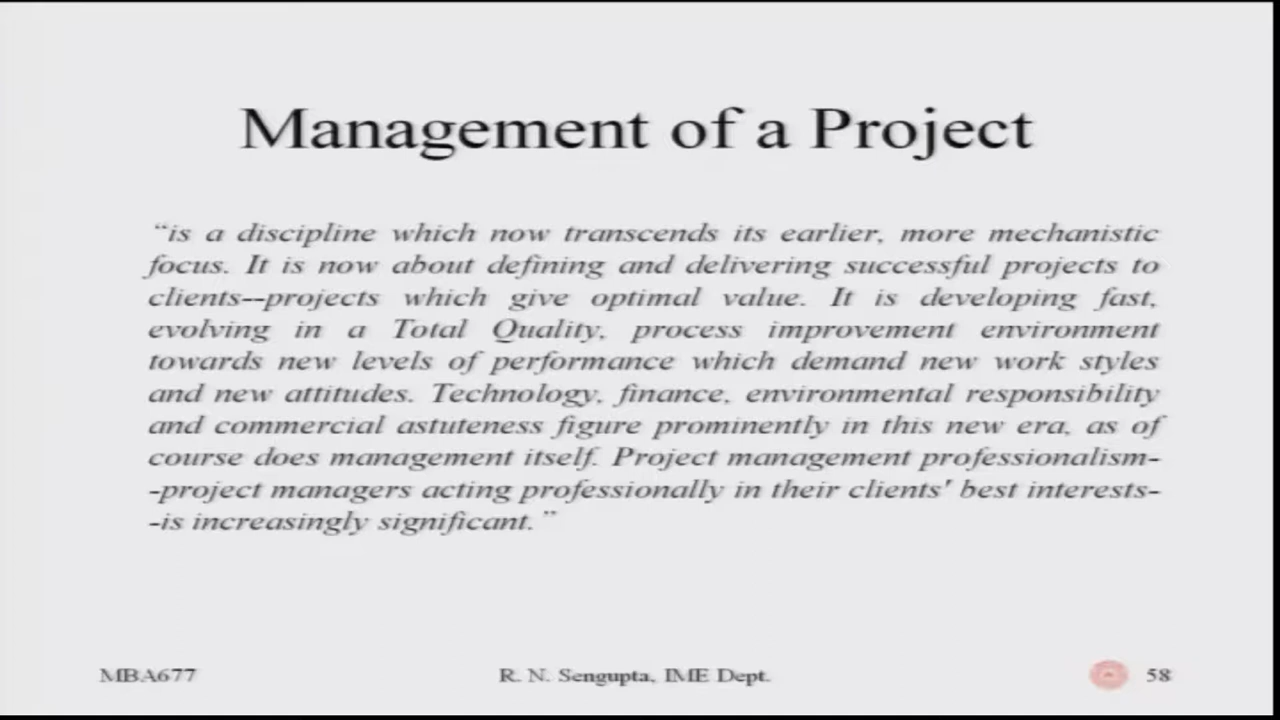 Management of a Project
“is a discipline which now transcends its earlier, more mechanistic
focus. It is now about defining and delivering successful projects to
clients--projects which give optimal value. It is developing fast,
evolving in a Total Quality, process improvement environment
towards new levels of performance which demand new work styles
and new attitudes. Technology, finance, environmental responsibility
and commercial astuteness figure prominently in this new era, as of
course does management itself. Project management professionalism-
-project managers acting professionally in their clients' best interests-
-is increasingly significant.”
MBA677
R. N. Sengupta, IME Dept.
58